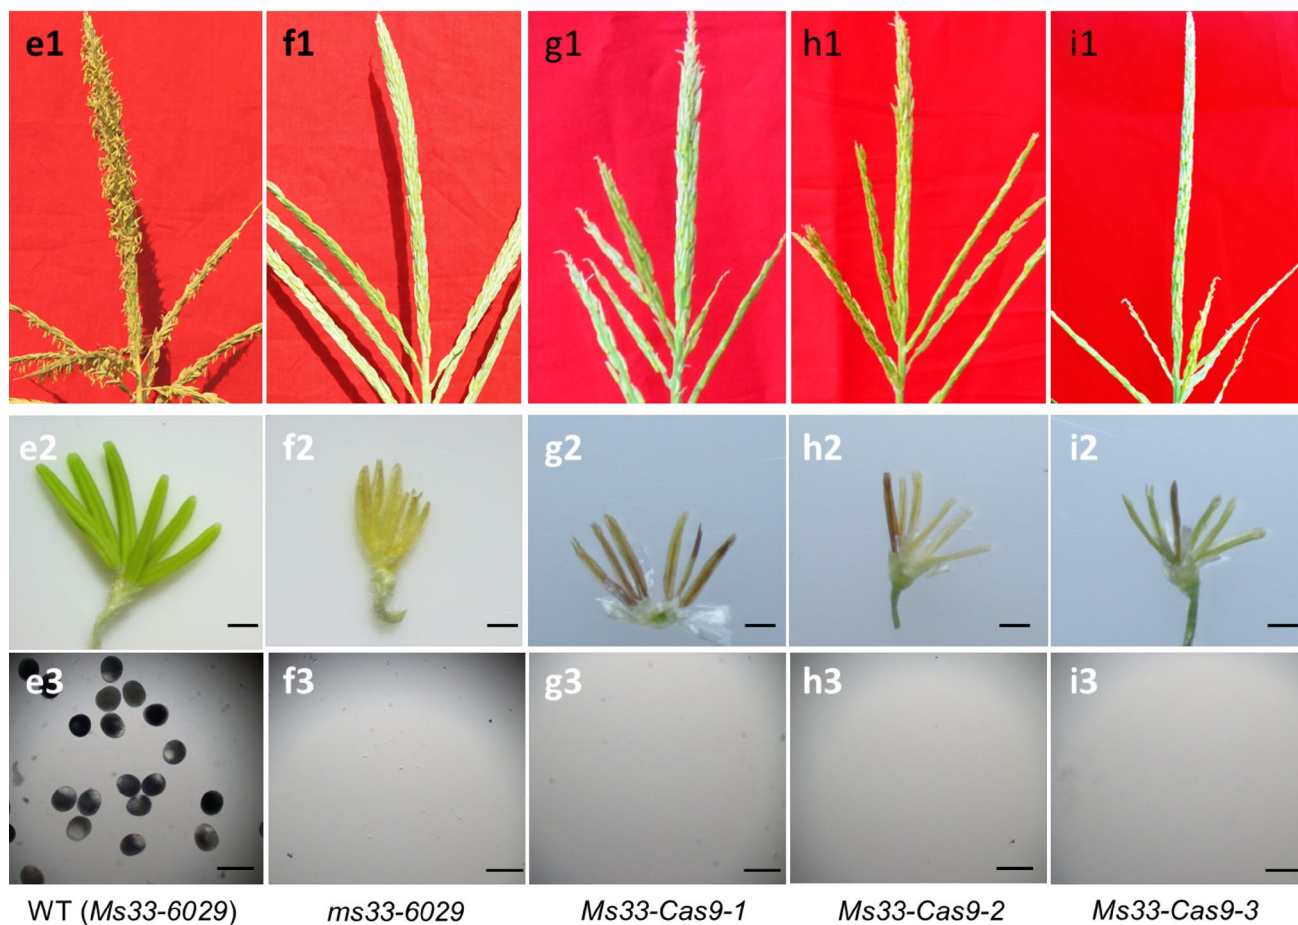 e1 f1 g1 h1 i1
e2 f2 g2 h2 i2
e3 f3 g3 h3 i3
WT (Ms33-6029) ms33-6029 Ms33-Cas9-1 Ms33-Cas9-2 Ms33-Cas9-3